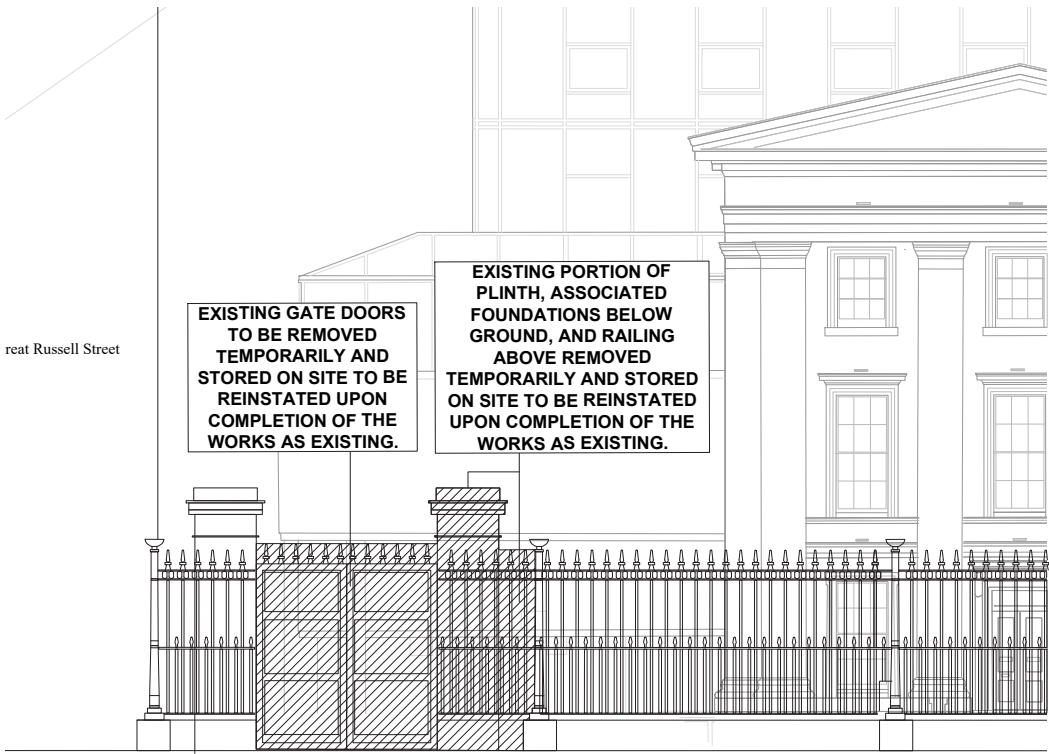 EXISTING GATE DOORS
TO BE REMOVED
TEMPORARILY AND
STORED ON SITE TO BE
REINSTATED UPON
COMPLETION OF THE
WORKS AS EXISTING.
EXISTING PORTION OF
PLINTH, ASSOCIATED
FOUNDATIONS BELOW
GROUND, AND RAILING
ABOVE REMOVED
TEMPORARILY AND STORED
ON SITE TO BE REINSTATED
UPON COMPLETION OF THE
WORKS AS EXISTING.
reat Russell Street